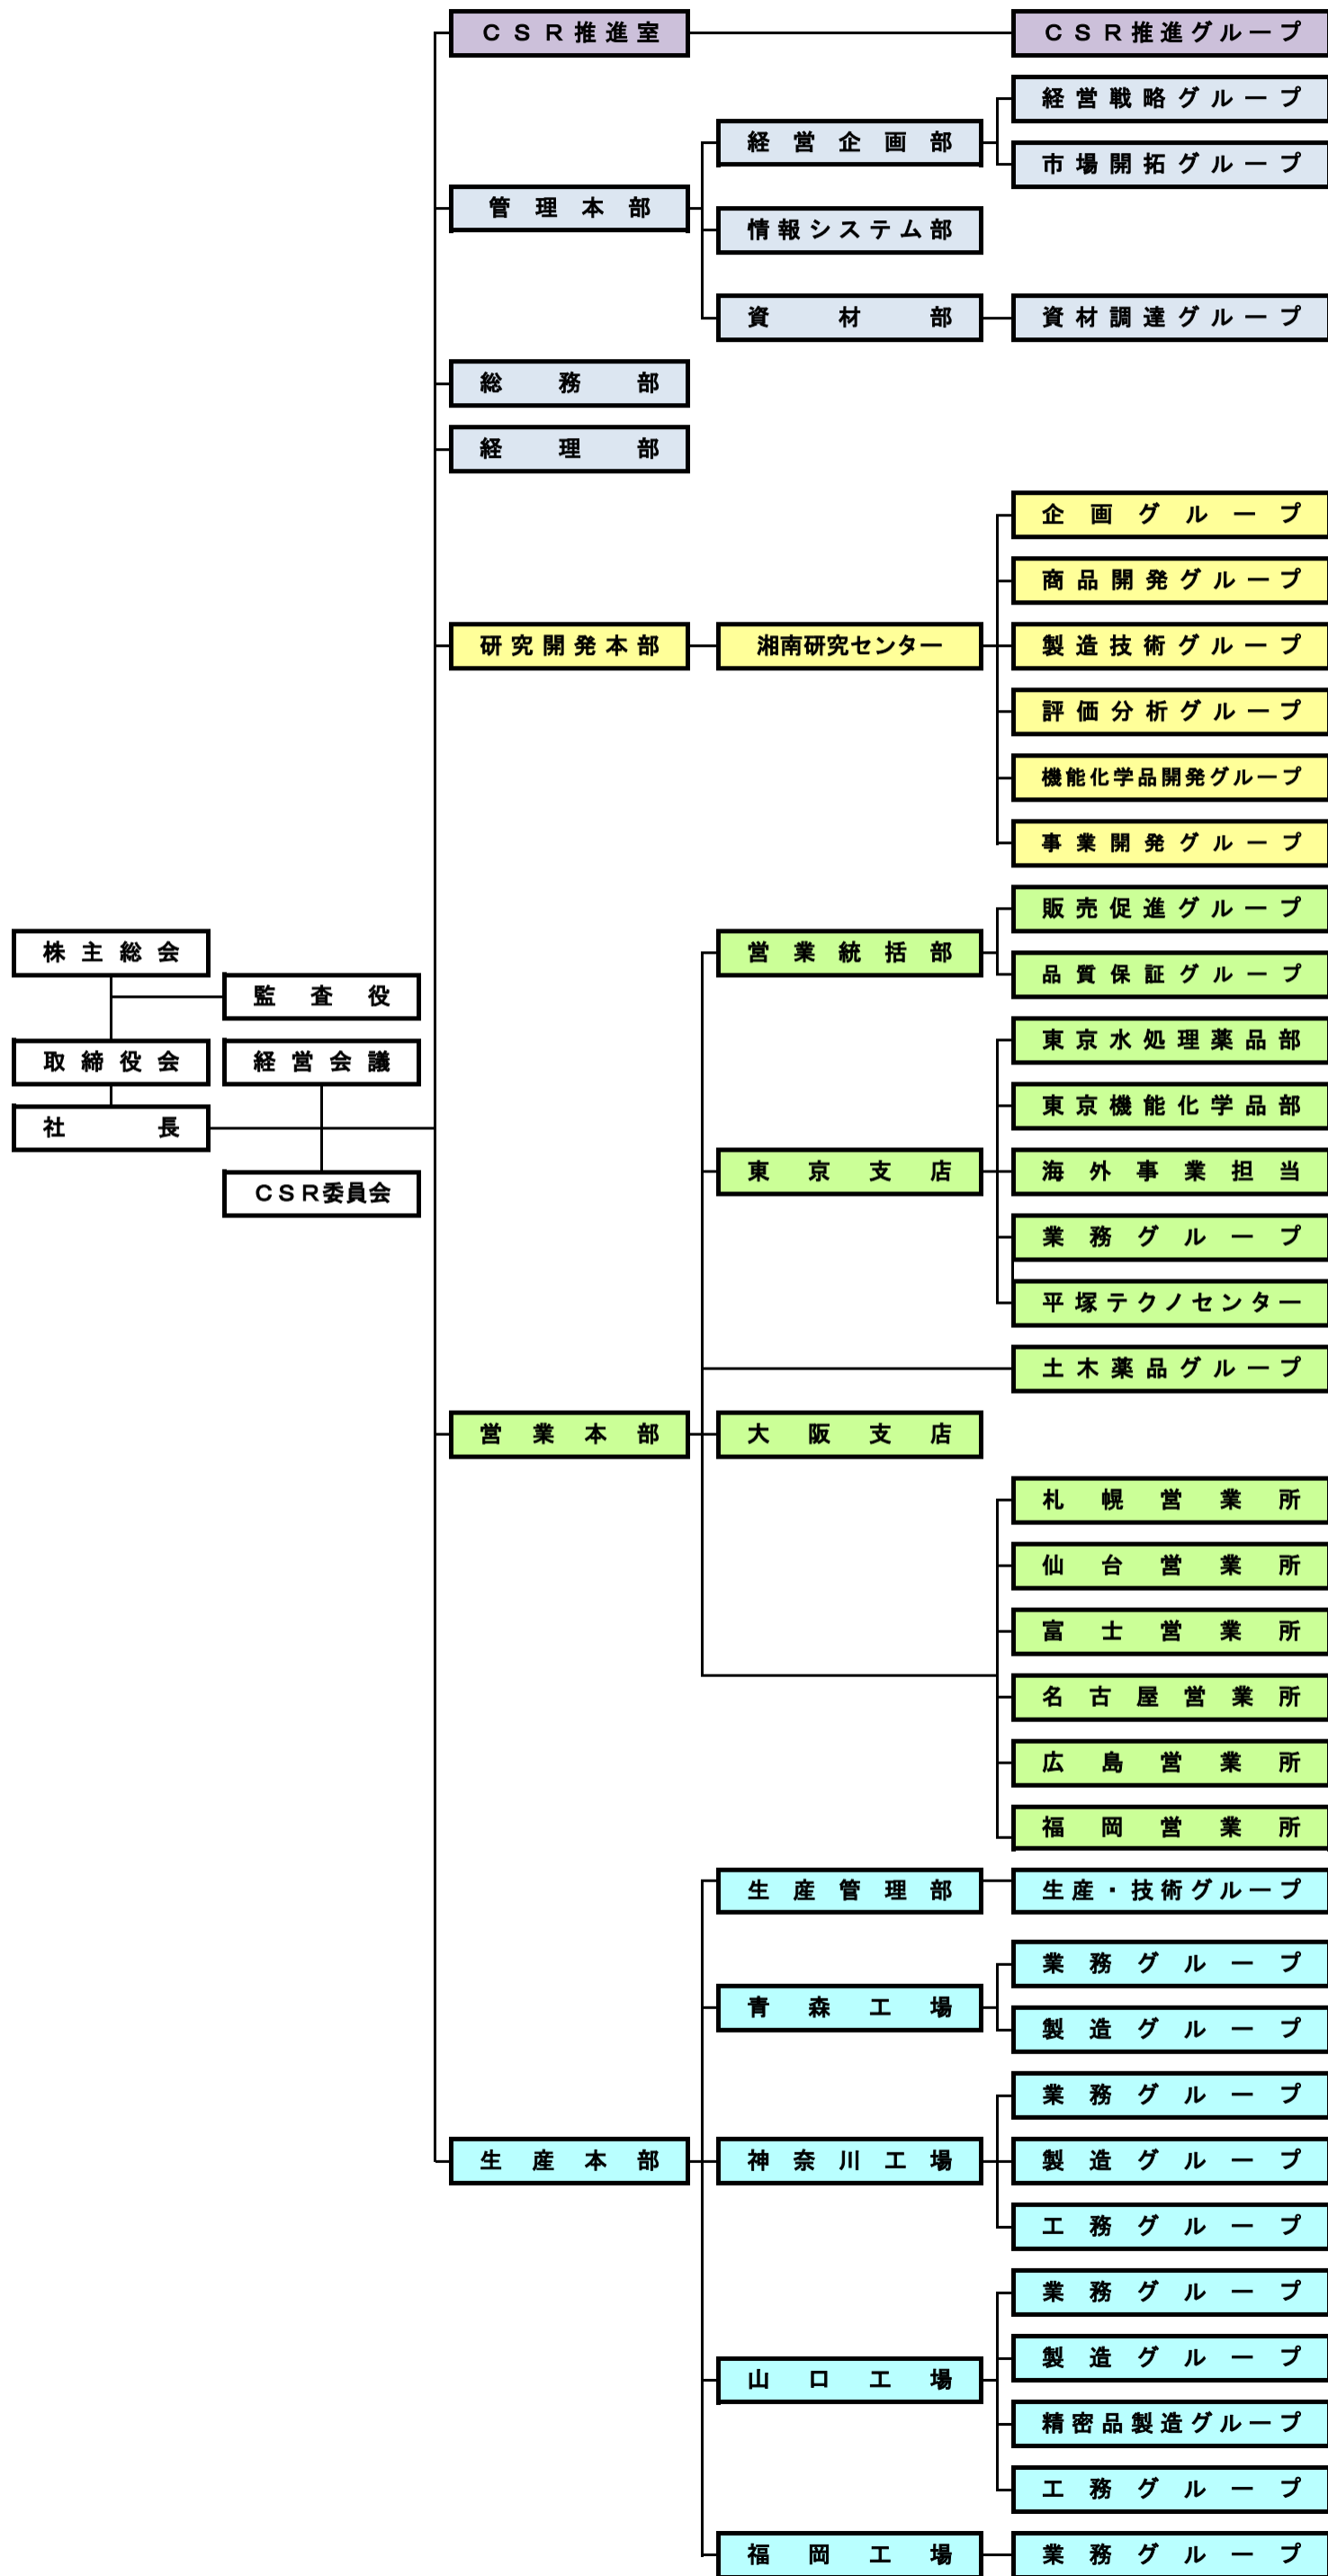 ＣＳＲ推進室
ＣＳＲ推進グループ
経営戦略グループ
経営企画部
市場開拓グループ
管理本部
情報システム部
資材部
資材調達グループ
総務部
経理部
企画グループ
商品開発グループ
研究開発本部
湘南研究センター
製造技術グループ
評価分析グループ
機能化学品開発グループ
事業開発グループ
販売促進グループ
株主総会
営業統括部
品質保証グループ
監査役
取締役会
経営会議
東京水処理薬品部
社長
東京機能化学品部
ＣＳＲ委員会
東京支店
海外事業担当
業務グループ
平塚テクノセンター
土木薬品グループ
営業本部
大阪支店
札幌営業所
仙台営業所
富士営業所
名古屋営業所
広島営業所
福岡営業所
生産管理部
生産・技術グループ
業務グループ
青森工場
製造グループ
業務グループ
生産本部
神奈川工場
製造グループ
工務グループ
業務グループ
製造グループ
山口工場
精密品製造グループ
工務グループ
福岡工場
業務グループ